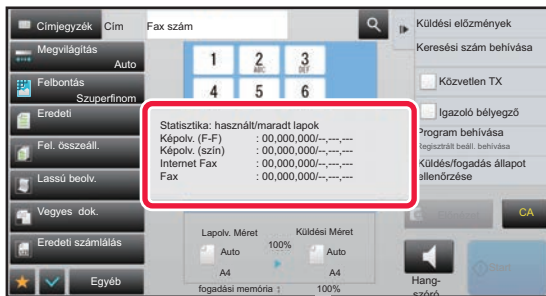 Címjegyzék
Cím
Fax szám
Küldési előzmények
Megvilágítás
Auto
Keresési szám behívása
1
2
ABC
3
DEF
Felbontás
Szuperfinom
Közvetlen TX
4
5
6
Eredeti
Igazoló bélyegző
Statisztika: használt/maradt lapok
Képolv. (F-F) : 00,000,000/--,---,---
Képolv. (szín) : 00,000,000/--,---,---
Internet Fax : 00,000,000/--,---,---
Fax : 00,000,000/--,---,---
Program behívása
Regisztrált beáll. behívása
Fel. összeáll.
Küldés/fogadás állapot
ellenőrzése
Lassú beolv.
Vegyes dok.
CA
Lapolv. Méret
Küldési Méret
Eredeti számlálás
Auto
100%
Auto
A4
A4
Start
Egyéb
Hang-
szóró
fogadási memória :
100%